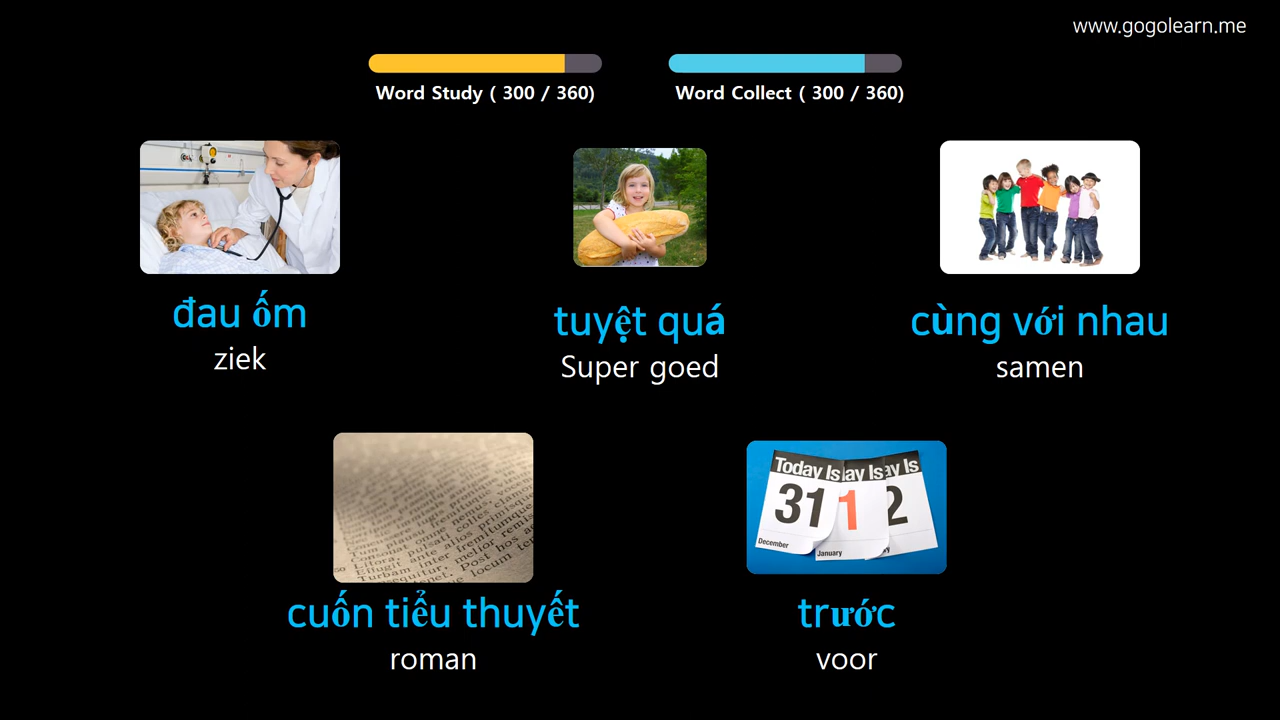 www.gogolearn.me
Word Study ( 300 / 360)
Word Collect ( 300 / 360)
đau ốm
ziek
tuyệt quá
Super goed
cùng với nhau
samen
Today Is
31
December
1
January
2
cuốn tiểu thuyết
roman
trước
voor